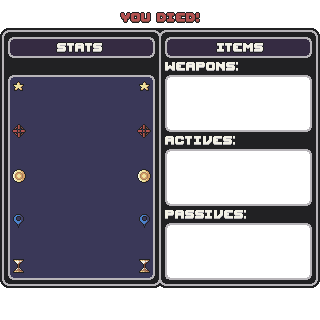 YOU DIED!
STATS
ITEMS
WEAPONS:
ACTIVES:
PASSIVES: